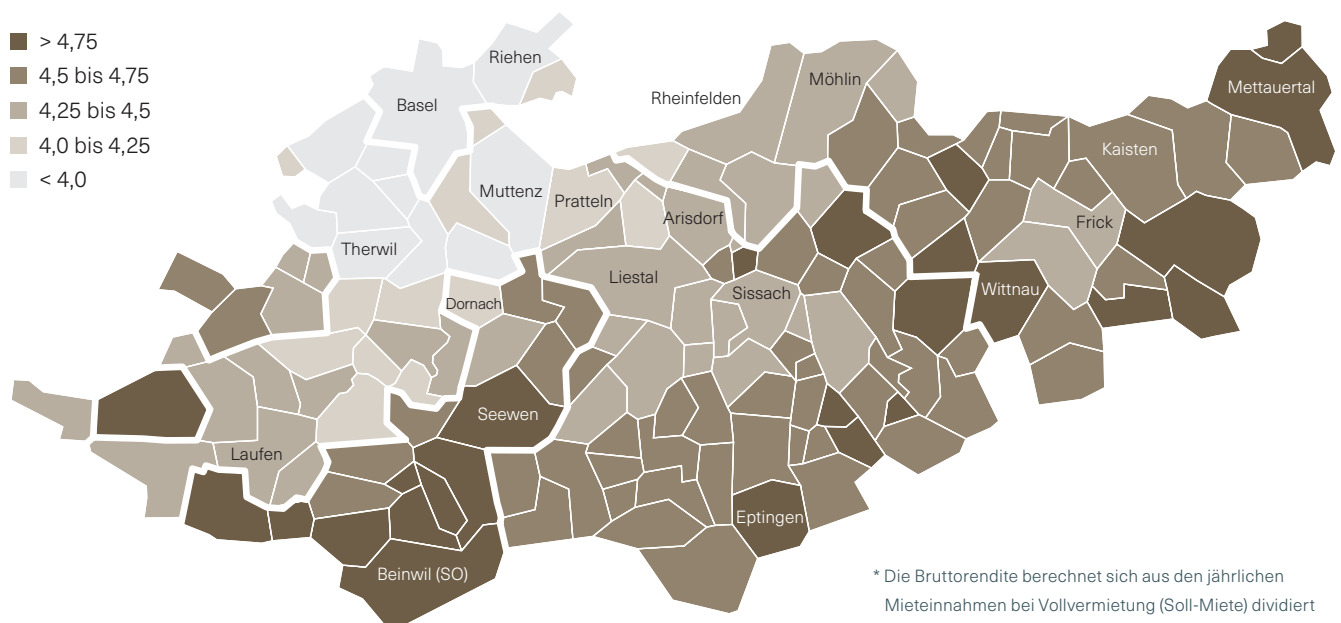 > 4,75
4,5 bis 4,75
4,25 bis 4,5
4,0 bis 4,25
< 4,0
Riehen
Basel
Rheinfelden
Möhlin
Mettauertal
Kaisten
Muttenz
Pratteln
Arisdorf
Frick
Therwil
Liestal
Sissach
Wittnau
Dornach
Seewen
Laufen
Eptingen
Beinwil (SO)
* Die Bruttorendite berechnet sich aus den jährlichen
Mieteinnahmen bei Vollvermietung (Soll-Miete) dividiert